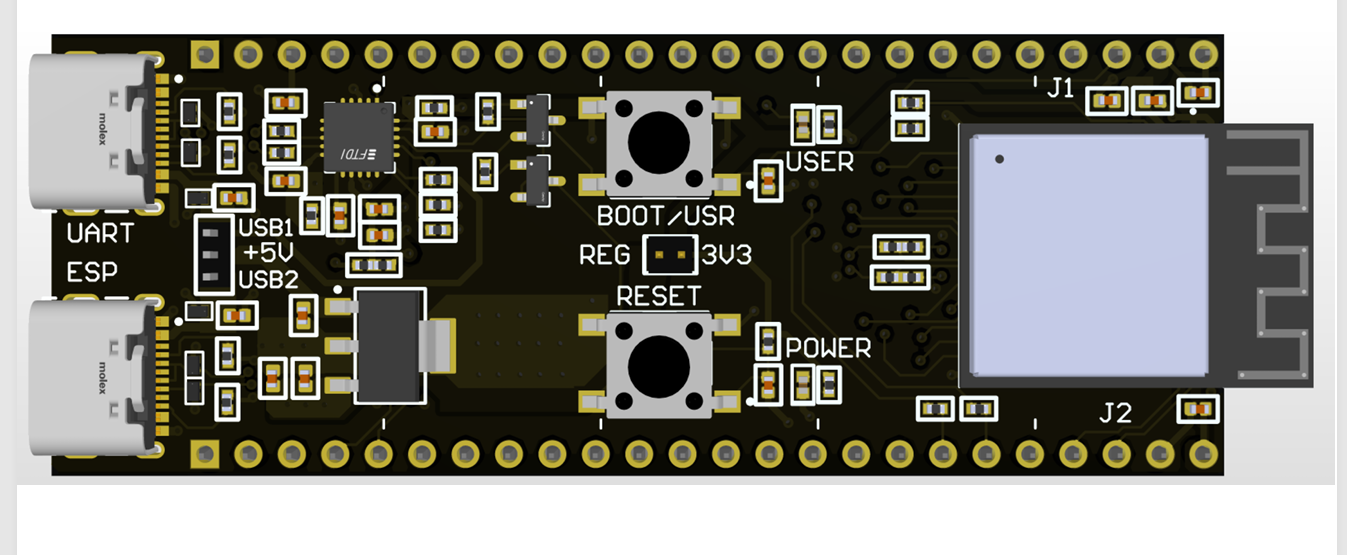 J1
molex
FTDI
USER
BOOT/USR
UART
USB1
+5V
REG
3V3
ESP
USB2
RESET
POWER
molex
J2